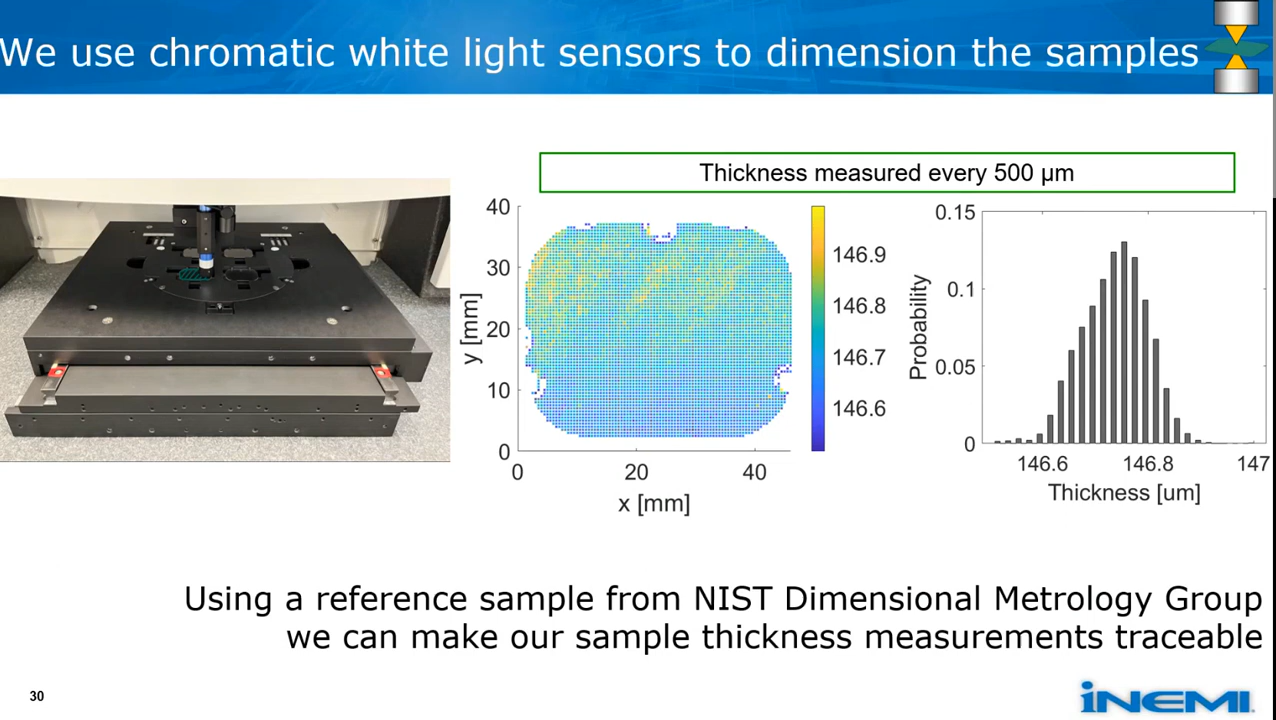 We use chromatic white light sensors to dimension the samples
Thickness measured every 500 µm
40
30
20
10
0
y [mm]
0
20
40
x [mm]
146.9
146.8
146.7
146.6
0.15
0.1
0.05
0
Probability
146.6
146.8
147
Thickness [um]
Using a reference sample from NIST Dimensional Metrology Group
we can make our sample thickness measurements traceable
30
iNEMI.